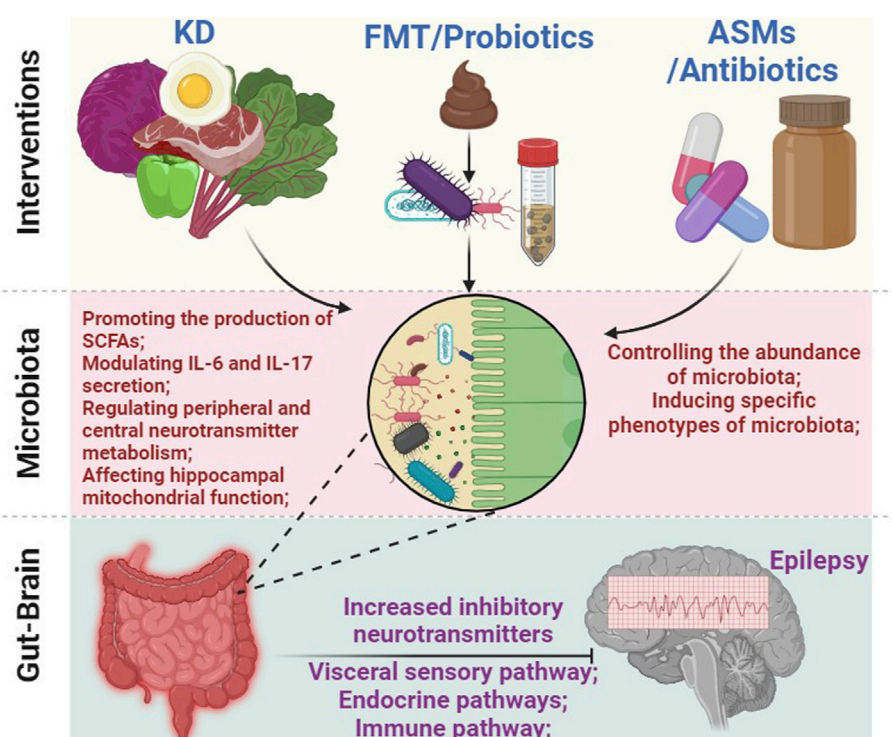 Interventions
KD
FMT/Probiotics
ASMs
/Antibiotics
Microbiota
Promoting the production of
SCFAs;
Modulating IL-6 and IL-17
secretion;
Regulating peripheral and
central neurotransmitter
metabolism;
Affecting hippocampal
mitochondrial function;
Controlling the abundance
of microbiota;
Inducing specific
phenotypes of microbiota;
Gut-Brain
Epilepsy
Increased inhibitory
neurotransmitters
Visceral sensory pathway;
Endocrine pathways;
Immune pathway;